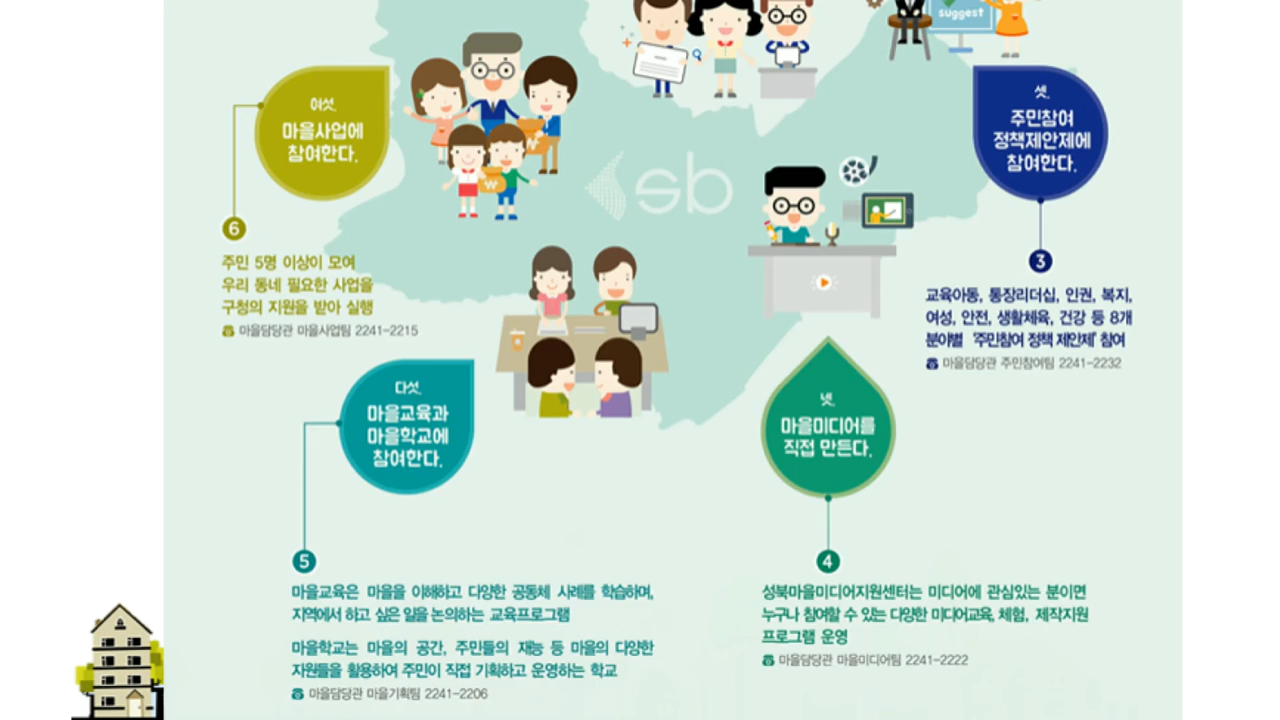 suggest
셋.
주민참여
정책제안제에
참여한다.
3
교육아동, 통장리더십, 인권, 복지,
여성, 안전, 생활체육, 건강 등 8개
분야별 '주민참여 정책 제안제' 참여
마을담당관 주민참여팀 2241-2232
sb
넷.
마을미디어를
직접 만든다.
4
성북마을미디어지원센터는 미디어에 관심있는 분이면
누구나 참여할 수 있는 다양한 미디어교육, 체험, 제작지원
프로그램 운영
마을담당관 마을미디어팀 2241-2222
다섯.
마을교육과
마을학교에
참여한다.
5
마을교육은 마을을 이해하고 다양한 공동체 사례를 학습하며,
지역에서 하고 싶은 일을 논의하는 교육프로그램
마을학교는 마을의 공간, 주민들의 재능 등 마을의 다양한
자원들을 활용하여 주민이 직접 기획하고 운영하는 학교
마을담당관 마을기획팀 2241-2206
여섯.
마을사업에
참여한다.
6
주민 5명 이상이 모여
우리 동네 필요한 사업을
구청의 지원을 받아 실행
마을담당관 마을사업팀 2241-2215
₩
₩